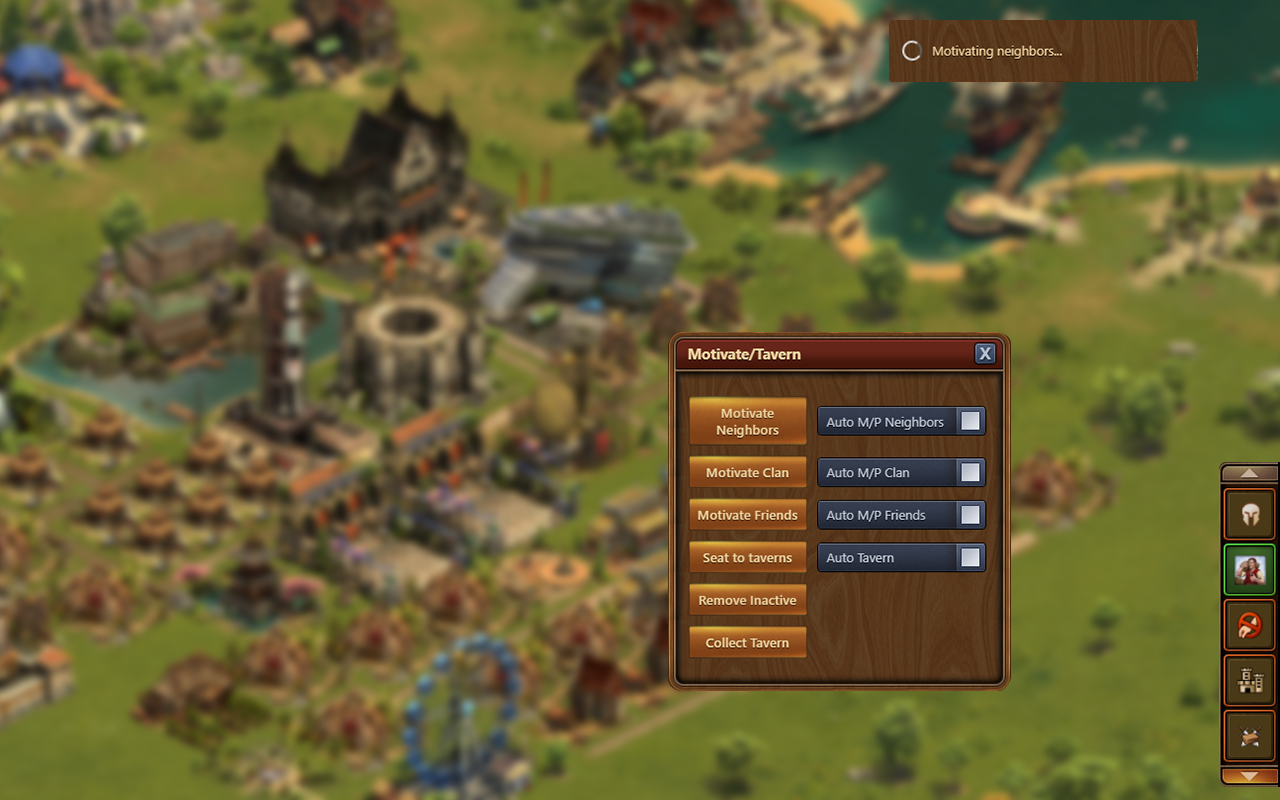 Motivating neighbors...
Motivate/Tavern
X
Motivate
Neighbors
Auto M/P Neighbors
Motivate Clan
Auto M/P Clan
Motivate Friends
Auto M/P Friends
Seat to taverns
Auto Tavern
Remove Inactive
Collect Tavern